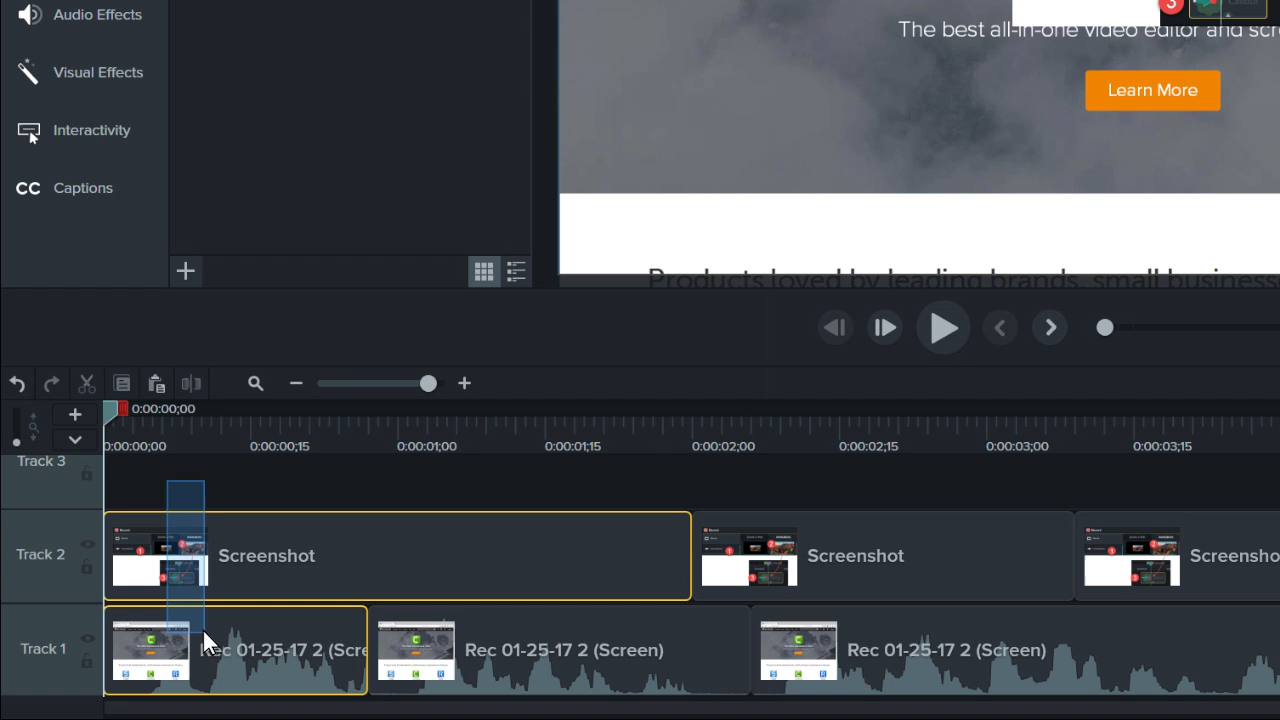 Audio Effects
3
Callout
The best all-in-one video editor and scr
Visual Effects
Learn More
Interactivity
CC Captions
Products loved by leading brands, small business
0:00:00;00
0:00:00;00 0:00:00;15 0:00:01;00 0:00:01;15 0:00:02;00 0:00:02;15 0:00:03;00 0:00:03;15
Track 3
Track 2 Screenshot Screenshot Screensho
Track 1 Rec 01-25-17 2 (Scre Rec 01-25-17 2 (Screen) Rec 01-25-17 2 (Screen)